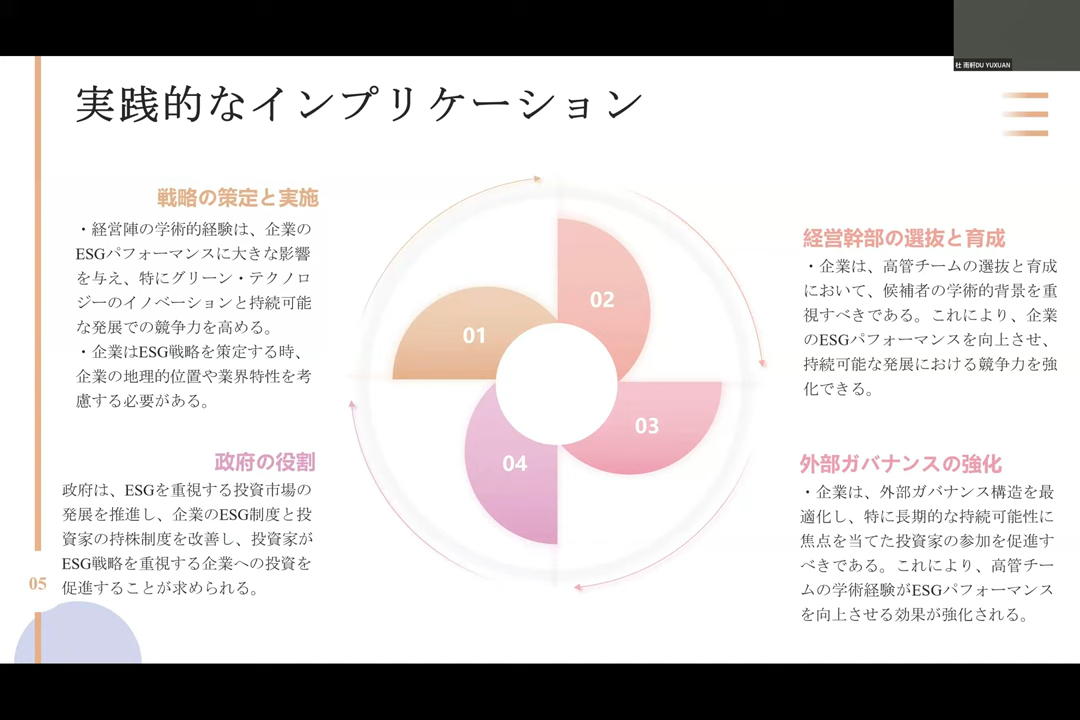 杜 雨軒DU YUXUAN
実践的なインプリケーション
戦略の策定と実施
・経営陣の学術的経験は、企業の
ESGパフォーマンスに大きな影響
を与え、特にグリーン・テクノロ
ジーのイノベーションと持続可能
な発展での競争力を高める。
・企業はESG戦略を策定する時、
企業の地理的位置や業界特性を考
慮する必要がある。
01
02
経営幹部の選抜と育成
・企業は、高管チームの選抜と育成
において、候補者の学術的背景を重
視すべきである。これにより、企業
のESGパフォーマンスを向上させ、
持続可能な発展における競争力を強
化できる。
03
外部ガバナンスの強化
・企業は、外部ガバナンス構造を最
適化し、特に長期的な持続可能性に
焦点を当てた投資家の参加を促進す
べきである。これにより、高管チー
ムの学術経験がESGパフォーマンス
を向上させる効果が強化される。
04
政府の役割
政府は、ESGを重視する投資市場の
発展を推進し、企業のESG制度と投
資家の持株制度を改善し、投資家が
ESG戦略を重視する企業への投資を
促進することが求められる。
05